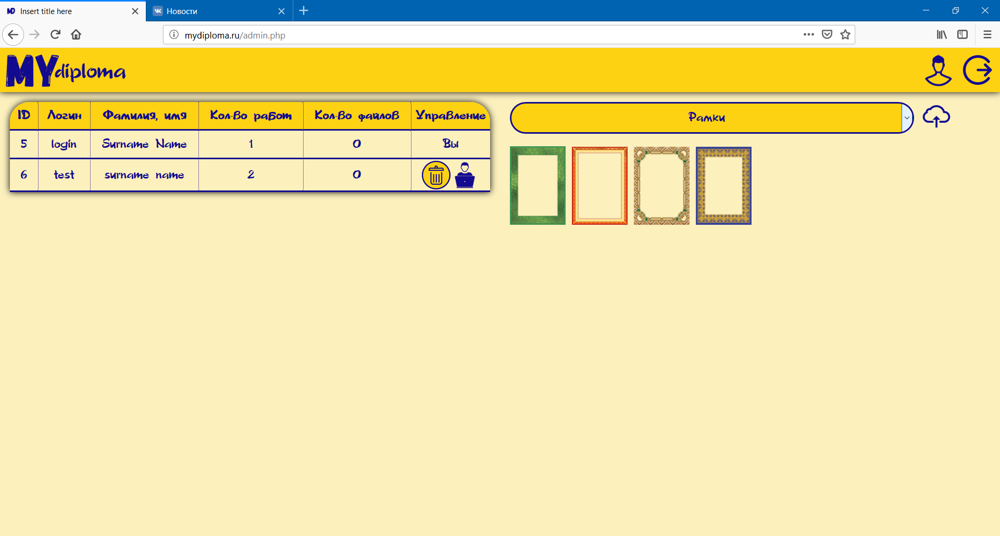 Insert title here
Новости
mydiploma.ru/admin.php
MYdiploma
ID Логин Фамилия, имя Кол-во работ Кол-во файлов Управление
5 login Surname Name 1 0 Вы
6 test surname name 2 0
Рамки